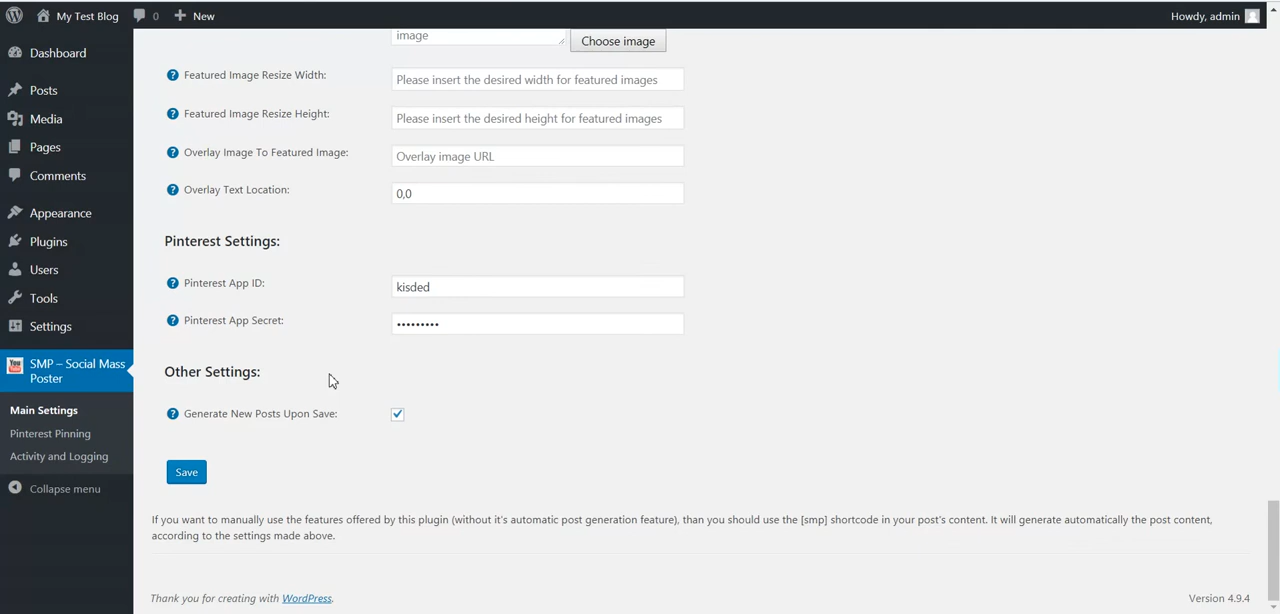 My Test Blog
0
New
Howdy, admin
Dashboard
Posts
Media
Pages
Comments
Appearance
Plugins
Users
Tools
Settings
You
Tube
SMP – Social Mass
Poster
Main Settings
Pinterest Pinning
Activity and Logging
Collapse menu
image
Choose image
? Featured Image Resize Width:
Please insert the desired width for featured images
? Featured Image Resize Height:
Please insert the desired height for featured images
? Overlay Image To Featured Image:
Overlay image URL
? Overlay Text Location:
0,0
Pinterest Settings:
? Pinterest App ID:
kisded
? Pinterest App Secret:
•••••••••
Other Settings:
? Generate New Posts Upon Save:
Save
If you want to manually use the features offered by this plugin (without it's automatic post generation feature), than you should use the [smp] shortcode in your post's content. It will generate automatically the post content,
according to the settings made above.
Thank you for creating with WordPress.
Version 4.9.4